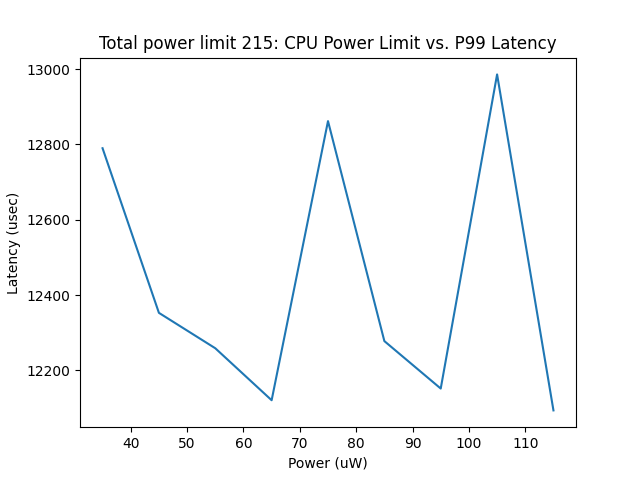 Total power limit 215: CPU Power Limit vs. P99 Latency
13000
12800
12600
12400
12200
Latency (usec)
40 50 60 70 80 90 100 110
Power (uW)